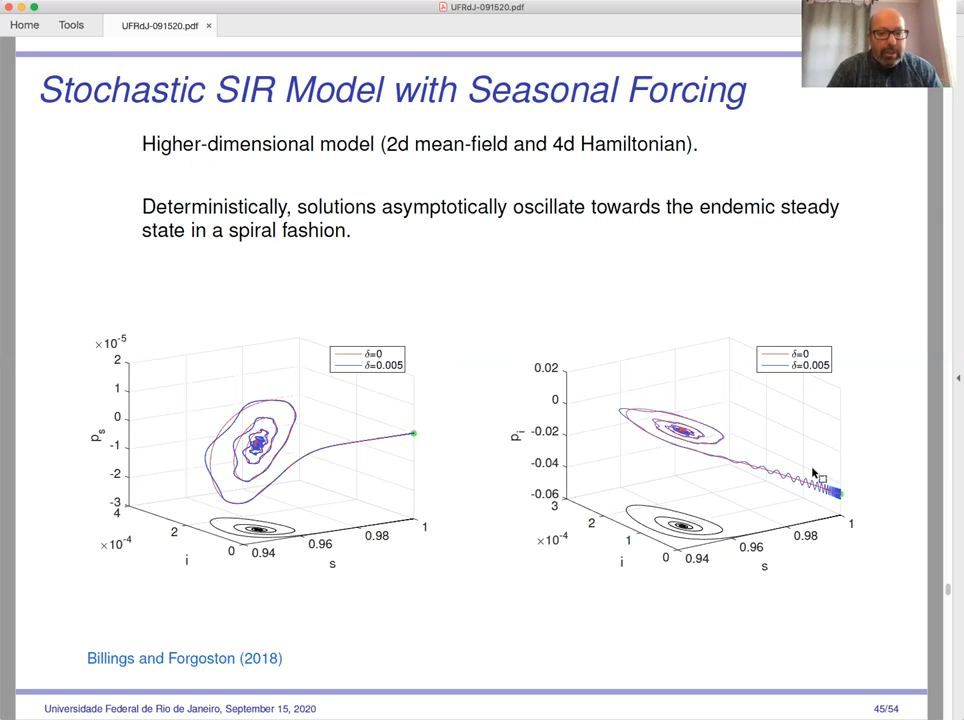 UFRdJ-091520.pdf
Home Tools UFRdJ-091520.pdf ×
Stochastic SIR Model with Seasonal Forcing
Higher-dimensional model (2d mean-field and 4d Hamiltonian).
Deterministically, solutions asymptotically oscillate towards the endemic steady
state in a spiral fashion.
×10⁻⁵
2
1
0
-1
-2
-3
pₛ
4
2
0
×10⁻⁴
i
0.94
0.96
0.98
1
s
δ=0
δ=0.005
0.02
0
-0.02
-0.04
-0.06
pᵢ
3
2
1
0
×10⁻⁴
i
0.94
0.96
0.98
1
s
δ=0
δ=0.005
Billings and Forgoston (2018)
Universidade Federal de Rio de Janeiro, September 15, 2020 45/54